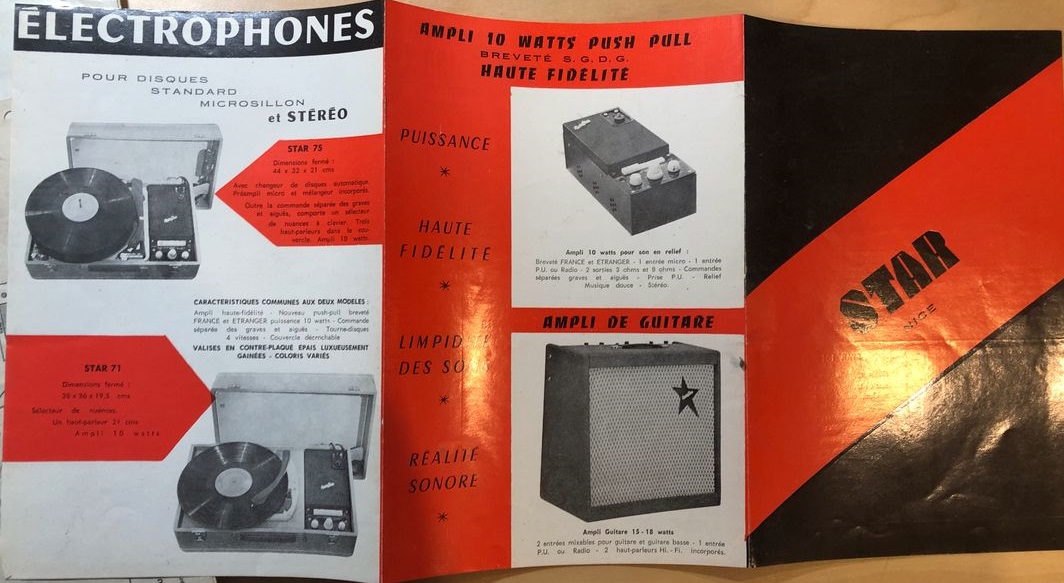 ÉLECTROPHONES
POUR DISQUES
STANDARD
MICROSILLON
et STÉRÉO
STAR 75
Dimensions fermé :
44 x 32 x 21 cms
Avec changeur de disques automatique.
Préampli micro et mélangeur incorporés.
Outre la commande séparée des graves
et aiguës, comporte un sélecteur
de nuances à clavier. Trois
haut-parleurs dans le cou-
vercle. Ampli 10 watts.
CARACTERISTIQUES COMMUNES AUX DEUX MODELES :
Ampli haute-fidélité - Nouveau push-pull breveté
FRANCE et ETRANGER puissance 10 watts - Commande
séparée des graves et aiguës - Tourne-disques
4 vitesses - Couvercle décrochable
VALISES EN CONTRE-PLAQUE EPAIS LUXUEUSEMENT
GAINÉES - COLORIS VARIÉS
STAR 71
Dimensions fermé :
36 x 19,5 cms
Sélecteur de nuances.
Un haut-parleur 21 cms
Ampli 10 watts
AMPLI 10 WATTS PUSH PULL
BREVETÉ S.G.D.G.
HAUTE FIDÉLITÉ
PUISSANCE
*
HAUTE
FIDÉLITÉ
*
DES
*
RÉALITÉ
SONORE
*
Ampli 10 watts pour son en relief :
Breveté FRANCE et ETRANGER - 1 entrée micro - 1 entrée
P.U. ou Radio - 2 sorties 3 ohms et 8 ohms - Commandes
séparées graves et aiguës - Prise P.U. - Relief
Musique douce - Stéréo.
AMPLI DE GUITARE
Ampli Guitare 15 - 18 watts
2 entrées mixables pour guitare et guitare basse - 1 entrée
P.U. ou Radio - 2 haut-parleurs Hi.- Fi. incorporés.
STAR
NICE